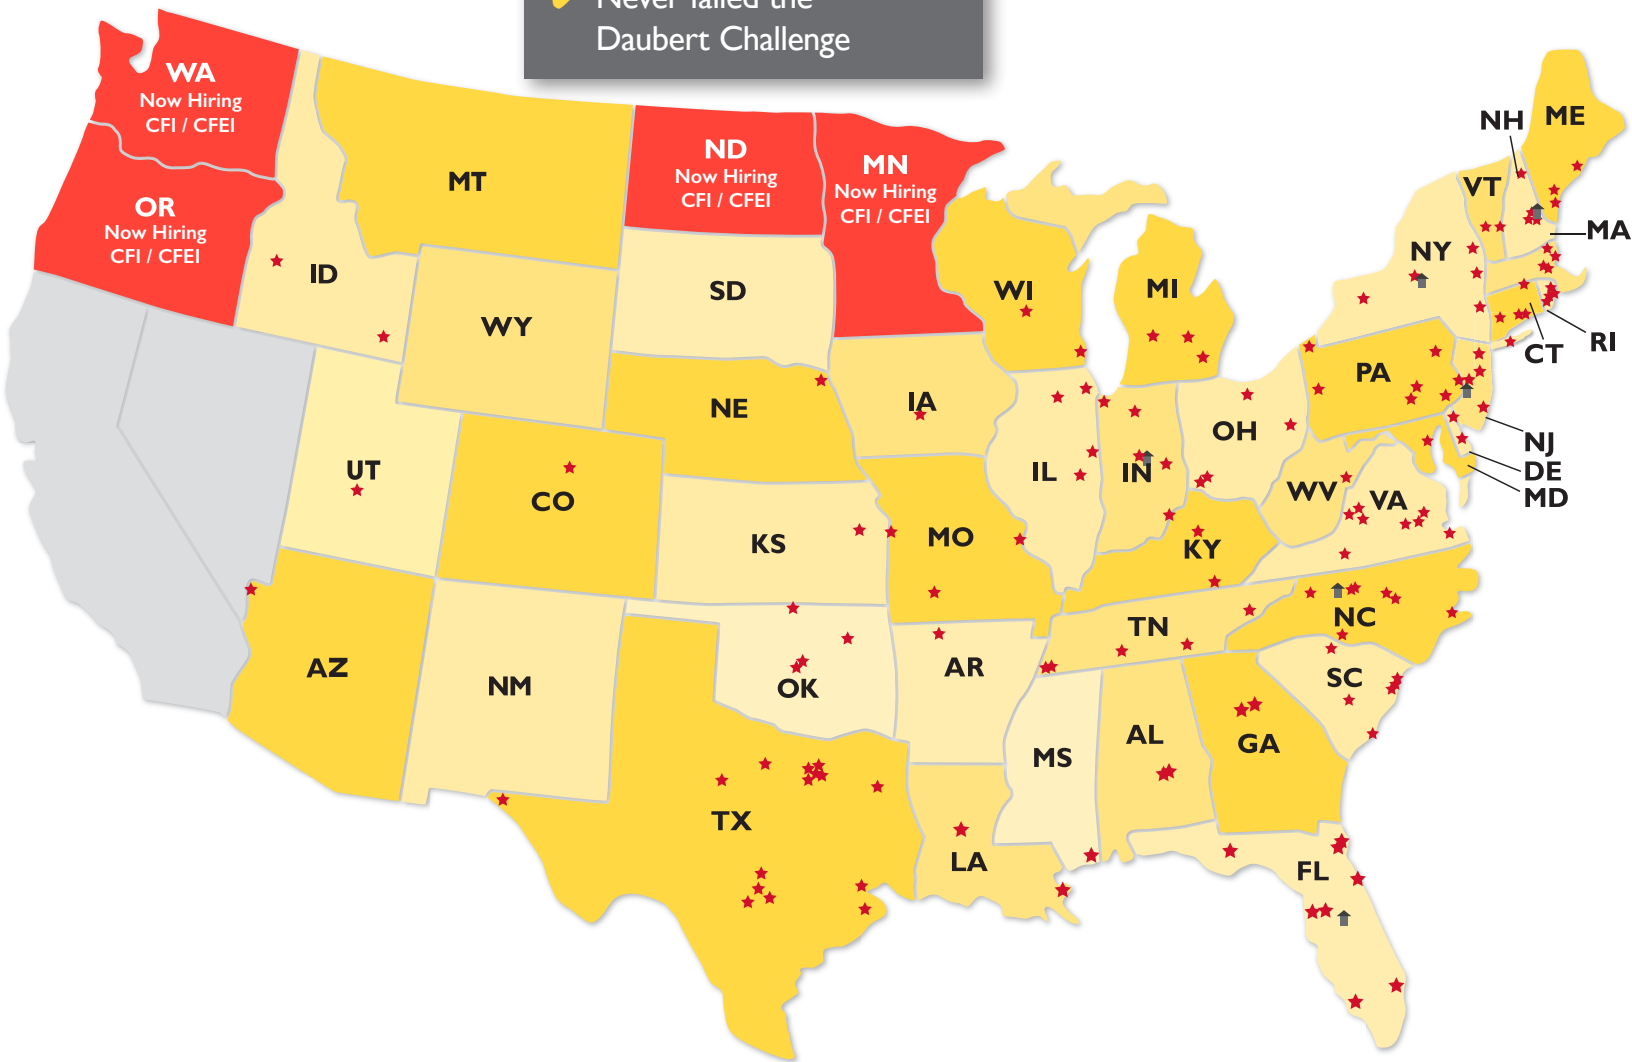 Never failed the
Daubert Challenge
WA
Now Hiring
CFI / CFEI
OR
Now Hiring
CFI / CFEI
ID
MT
WY
UT
CO
AZ
NM
ND
Now Hiring
CFI / CFEI
MN
Now Hiring
CFI / CFEI
SD
NE
KS
OK
TX
IA
MO
AR
LA
WI
IL
MI
IN
OH
KY
TN
MS
AL
GA
FL
SC
NC
VA
WV
PA
NY
VT
NH
ME
MA
RI
CT
NJ
DE
MD